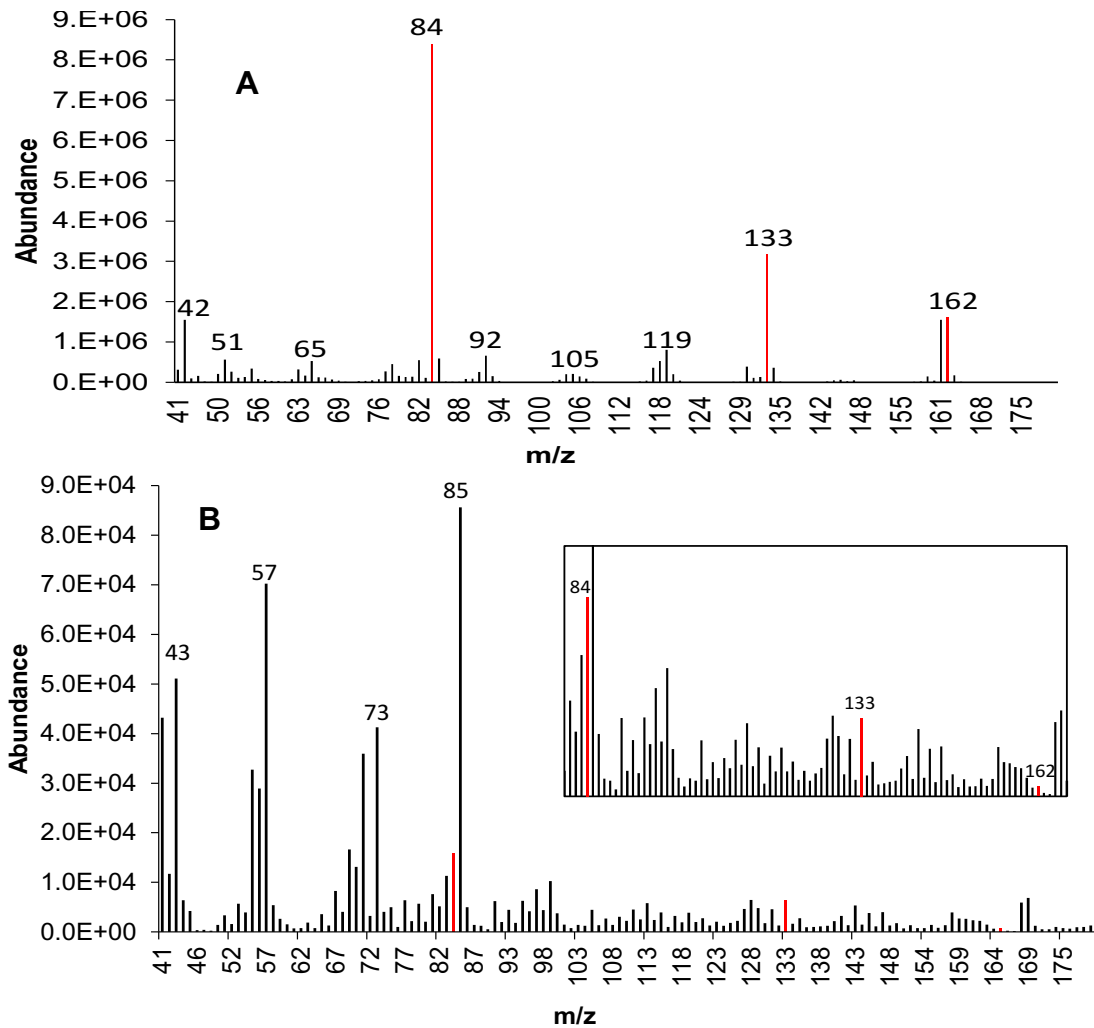 9.E+06
8.E+06
7.E+06
6.E+06
5.E+06
4.E+06
3.E+06
2.E+06
1.E+06
0.E+00
Abundance
A
42
51
65
84
92
105
119
133
162
41 50 56 63 69 76 82 88 94 100 106 112 118 124 129 135 142 148 155 161 168 175
m/z
9.0E+04
8.0E+04
7.0E+04
6.0E+04
5.0E+04
4.0E+04
3.0E+04
2.0E+04
1.0E+04
0.0E+00
Abundance
B
43
57
73
85
84
133
162
41 46 52 57 62 67 72 77 82 87 93 98 103 108 113 118 123 128 133 138 143 148 154 159 164 169 175
m/z